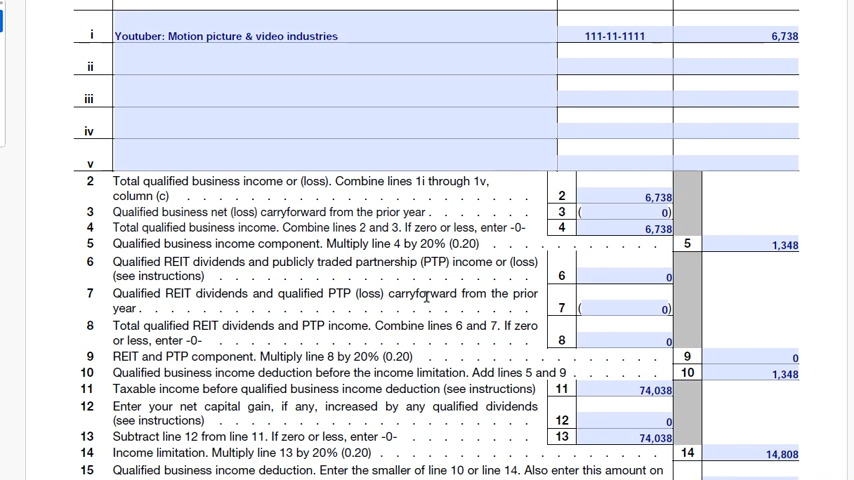 i Youtuber: Motion picture & video industries 111-11-1111 6,738
ii
iii
iv
v
2 Total qualified business income or (loss). Combine lines 1i through 1v,
column (c) . . . . . . . . . . . . . . . . . . . . . . 2 6,738
3 Qualified business net (loss) carryforward from the prior year . . . . . . . 3 ( 0)
4 Total qualified business income. Combine lines 2 and 3. If zero or less, enter -0- 4 6,738
5 Qualified business income component. Multiply line 4 by 20% (0.20) . . . . . . . . . . 5 1,348
6 Qualified REIT dividends and publicly traded partnership (PTP) income or (loss)
(see instructions) . . . . . . . . . . . . . . . . . . . . 6 0
7 Qualified REIT dividends and qualified PTP (loss) carryforward from the prior
year . . . . . . . . . . . . . . . . . . . . . . . . 7 ( 0)
8 Total qualified REIT dividends and PTP income. Combine lines 6 and 7. If zero
or less, enter -0- . . . . . . . . . . . . . . . . . . . . 8 0
9 REIT and PTP component. Multiply line 8 by 20% (0.20) . . . . . . . . . . . . . . 9 0
10 Qualified business income deduction before the income limitation. Add lines 5 and 9 . . . . . . 10 1,348
11 Taxable income before qualified business income deduction (see instructions) 11 74,038
12 Enter your net capital gain, if any, increased by any qualified dividends
(see instructions) . . . . . . . . . . . . . . . . . . . . 12 0
13 Subtract line 12 from line 11. If zero or less, enter -0- . . . . . . . . 13 74,038
14 Income limitation. Multiply line 13 by 20% (0.20) . . . . . . . . . . . . . . . . 14 14,808
15 Qualified business income deduction. Enter the smaller of line 10 or line 14. Also enter this amount on